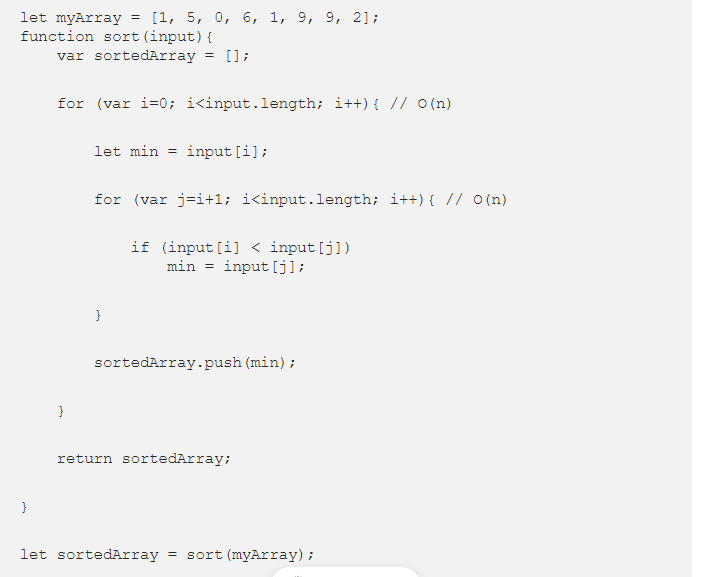 let myArray = [1, 5, 0, 6, 1, 9, 9, 2];
function sort(input){
var sortedArray = [];
for (var i=0; i<input.length; i++){ // O(n)
let min = input[i];
for (var j=i+1; i<input.length; i++){ // O(n)
if (input[i] < input[j])
min = input[j];
}
sortedArray.push(min);
}
return sortedArray;
}
let sortedArray = sort(myArray);